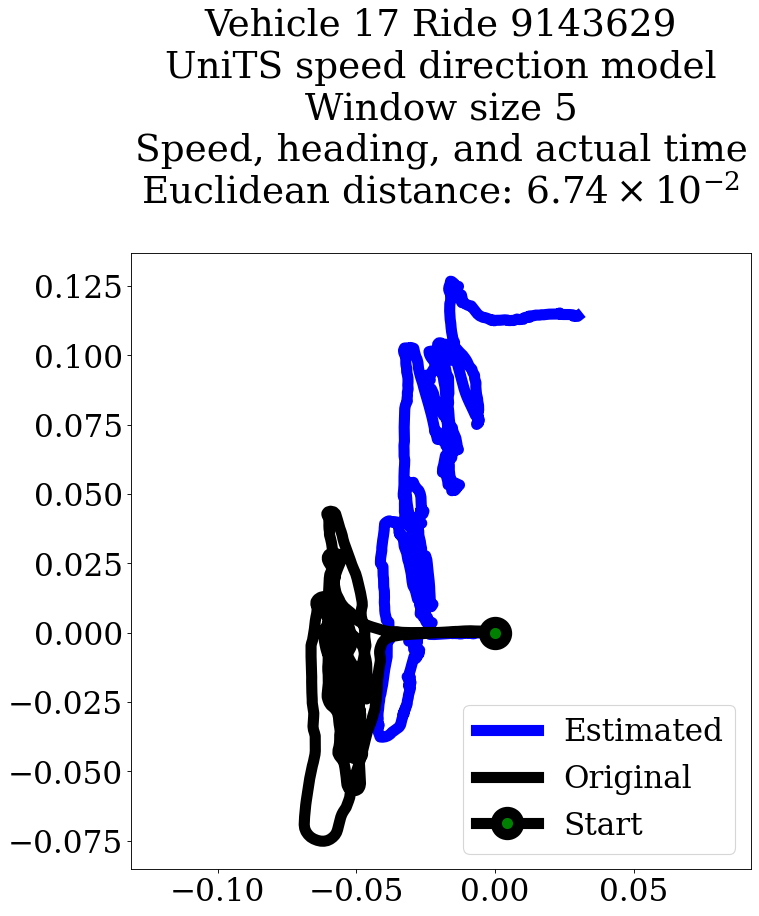 Vehicle 17 Ride 9143629
UniTS speed direction model
Window size 5
Speed, heading, and actual time
Euclidean distance: 6.74 × 10⁻²
0.125
0.100
0.075
0.050
0.025
0.000
−0.025
−0.050
−0.075
Estimated
Original
Start
−0.10
−0.05
0.00
0.05